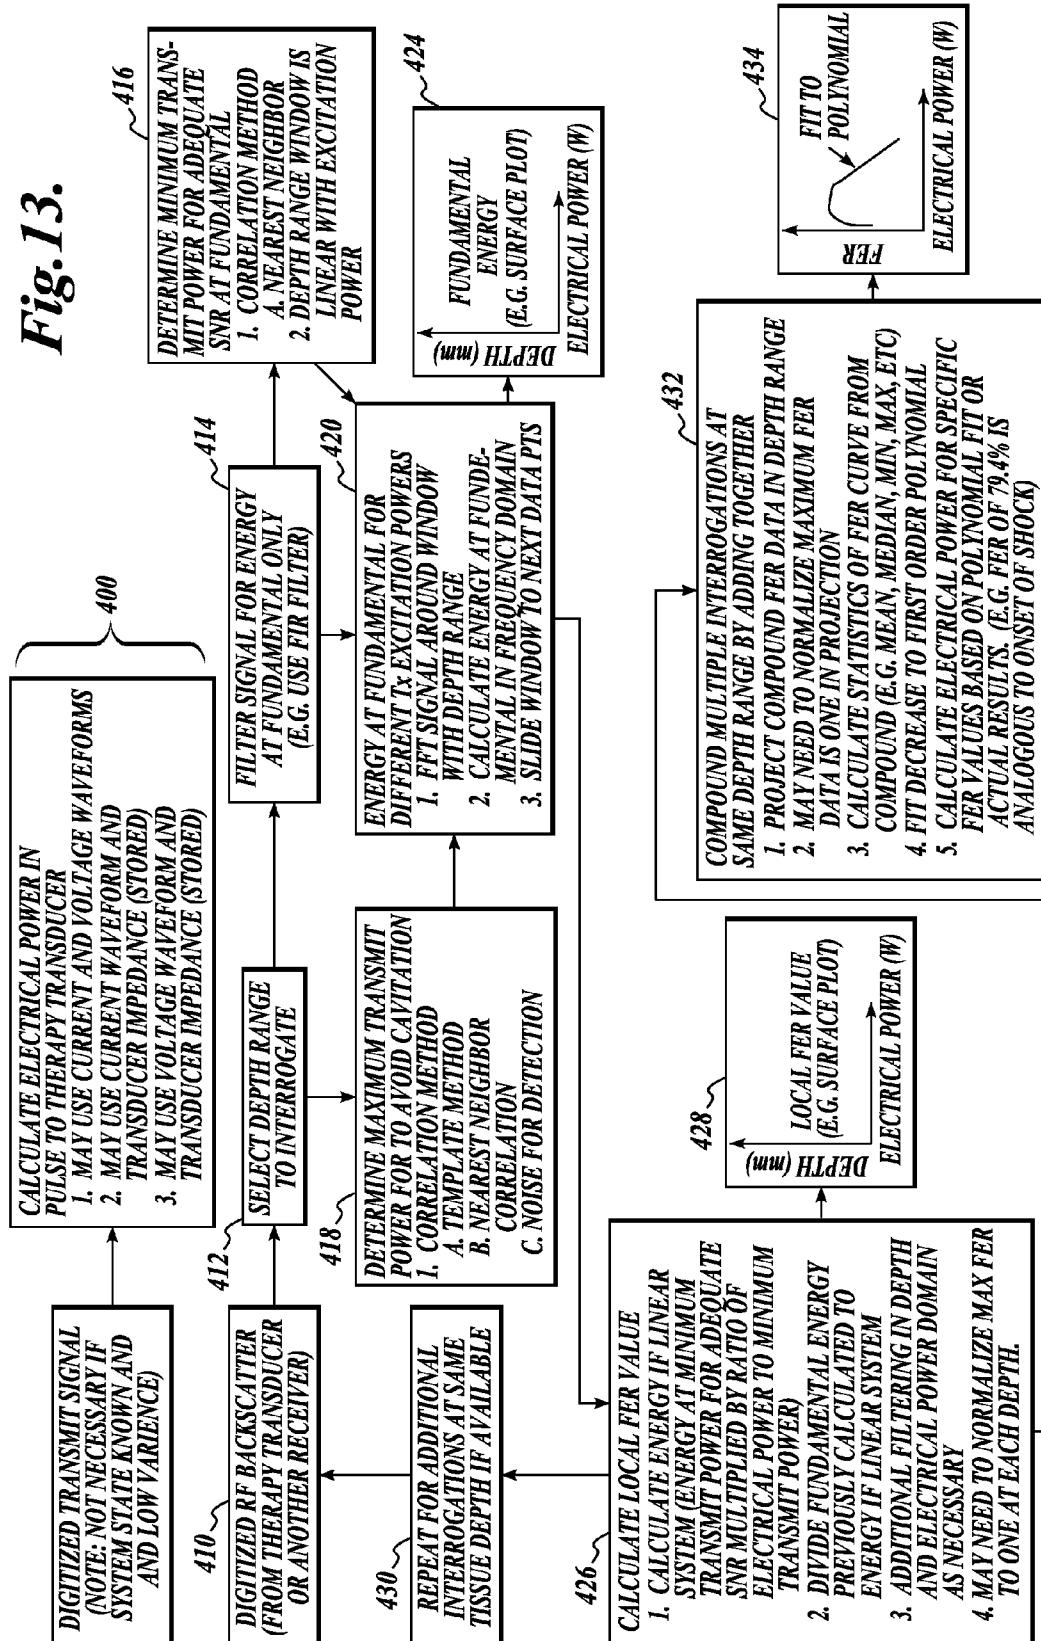 Fig.13.
DIGITIZED TRANSMIT SIGNAL
(NOTE: NOT NECESSARY IF
SYSTEM STATE KNOWN AND
AND LOW VARIENCE)
CALCULATE ELECTRICAL POWER IN
PULSE TO THERAPY TRANSDUCER
1. MAY USE CURRENT AND VOLTAGE WAVEFORMS
2. MAY USE CURRENT WAVEFORM AND
TRANSDUCER IMPEDANCE (STORED)
3. MAY USE VOLTAGE WAVEFORM AND
TRANSDUCER IMPEDANCE (STORED)
400
410
DIGITIZED RF BACKSCATTER
(FROM THERAPY TRANSDUCER
OR ANOTHER RECEIVER)
412
SELECT DEPTH RANGE
TO INTERROGATE
414
FILTER SIGNAL FOR ENERGY
AT FUNDAMENTAL ONLY
(E.G. USE FIR FILTER)
416
DETERMINE MINIMUM TRANS-
MIT POWER FOR ADEQUATE
SNR AT FUNDAMENTAL
1. CORRELATION METHOD
A. NEAREST NEIGHBOR
2. DEPTH RANGE WINDOW IS
LINEAR WITH EXCITATION
POWER
430
REPEAT FOR ADDITIONAL
INTERROGATIONS AT SAME
TISSUE DEPTH IF AVAILABLE
418
DETERMINE MAXIMUM TRANSMIT
POWER FOR TO AVOID CAVITATION
1. CORRELATION METHOD
A. TEMPLATE METHOD
B. NEAREST NEIGHBOR
CORRELATION
C. NOISE FOR DETECTION
420
ENERGY AT FUNDAMENTAL FOR
DIFFERENT Tx EXCITATION POWERS
1. FFT SIGNAL AROUND WINDOW
WITH DEPTH RANGE
2. CALCULATE ENERGY AT FUNDE-
MENTAL IN FREQUENCY DOMAIN
3. SLIDE WINDOW TO NEXT DATA PTS
424
DEPTH (mm)
FUNDAMENTAL
ENERGY
(E.G. SURFACE PLOT)
ELECTRICAL POWER (W)
426
CALCULATE LOCAL FER VALUE
1. CALCULATE ENERGY IF LINEAR
SYSTEM (ENERGY AT MINIMUM
TRANSMIT POWER FOR ADEQUATE
SNR MULTIPLIED BY RATIO OF
ELECTRICAL POWER TO MINIMUM
TRANSMIT POWER)
2. DIVIDE FUNDAMENTAL ENERGY
PREVIOUSLY CALCULATED TO
ENERGY IF LINEAR SYSTEM
3. ADDITIONAL FILTERING IN DEPTH
AND ELECTRICAL POWER DOMAIN
AS NECESSARY
4. MAY NEED TO NORMALIZE MAX FER
TO ONE AT EACH DEPTH.
428
DEPTH (mm)
LOCAL FER VALUE
(E.G. SURFACE PLOT)
ELECTRICAL POWER (W)
432
COMPOUND MULTIPLE INTERROGATIONS AT
SAME DEPTH RANGE BY ADDING TOGETHER
1. PROJECT COMPOUND FER DATA IN DEPTH RANGE
2. MAY NEED TO NORMALIZE MAXIMUM FER
DATA IS ONE IN PROJECTION
3. CALCULATE STATISTICS OF FER CURVE FROM
COMPOUND (E.G. MEAN, MEDIAN, MIN, MAX, ETC)
4. FIT DECREASE TO FIRST ORDER POLYNOMIAL
5. CALCULATE ELECTRICAL POWER FOR SPECIFIC
FER VALUES BASED ON POLYNOMIAL FIT OR
ACTUAL RESULTS. (E.G. FER OF 79.4% IS
ANALOGOUS TO ONSET OF SHOCK)
434
FER
FIT TO
POLYNOMIAL
ELECTRICAL POWER (W)